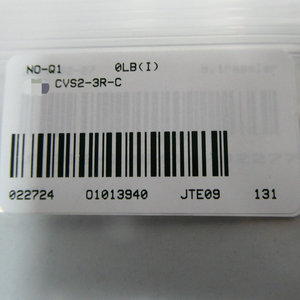 NO-Q1 0LB(I)
CVS2-3R-C
022724 01013940 JTE09 131